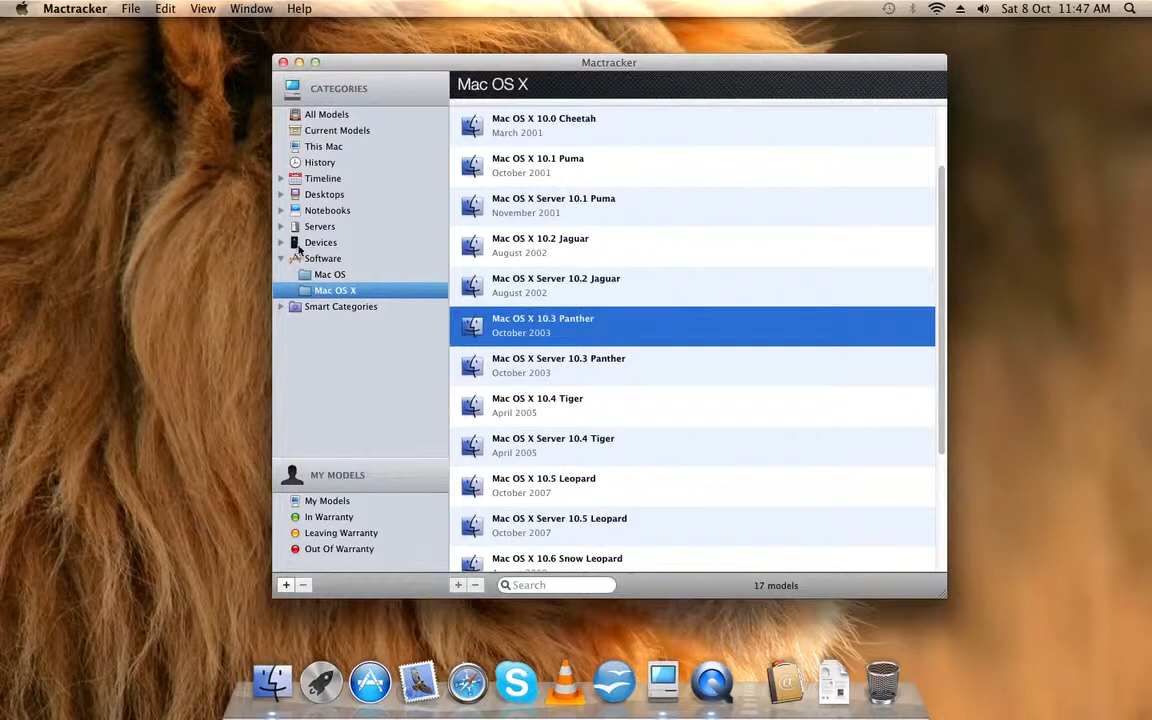 Mactracker File Edit View Window Help Sat 8 Oct 11:47 AM
Mactracker
CATEGORIES
All Models
Current Models
This Mac
History
Timeline
Desktops
Notebooks
Servers
Devices
Software
Mac OS
Mac OS X
Smart Categories
MY MODELS
My Models
In Warranty
Leaving Warranty
Out Of Warranty
Mac OS X
Mac OS X 10.0 Cheetah
March 2001
Mac OS X 10.1 Puma
October 2001
Mac OS X Server 10.1 Puma
November 2001
Mac OS X 10.2 Jaguar
August 2002
Mac OS X Server 10.2 Jaguar
August 2002
Mac OS X 10.3 Panther
October 2003
Mac OS X Server 10.3 Panther
October 2003
Mac OS X 10.4 Tiger
April 2005
Mac OS X Server 10.4 Tiger
April 2005
Mac OS X 10.5 Leopard
October 2007
Mac OS X Server 10.5 Leopard
October 2007
Mac OS X 10.6 Snow Leopard
Search
17 models